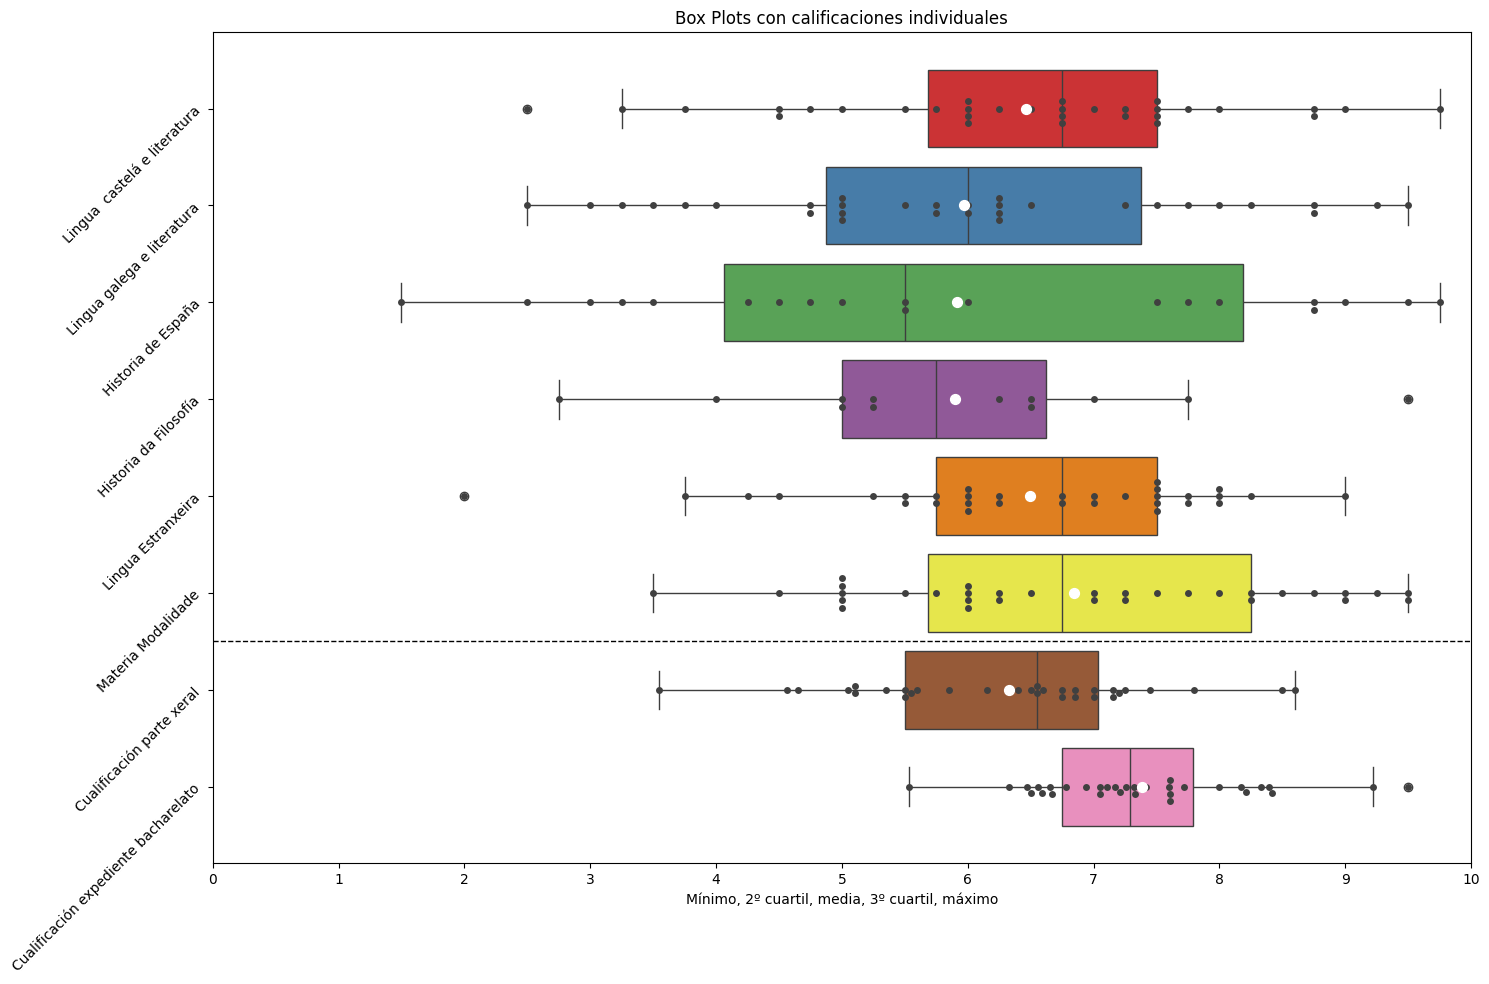 Box Plots con calificaciones individuales
Lingua  castelá e literatura
Lingua galega e literatura
Historia de España
Historia da Filosofía
Lingua Estranxeira
Materia Modalidade
Cualificación parte xeral
Cualificación expediente bacharelato
0 1 2 3 4 5 6 7 8 9 10
Mínimo, 2º cuartil, media, 3º cuartil, máximo